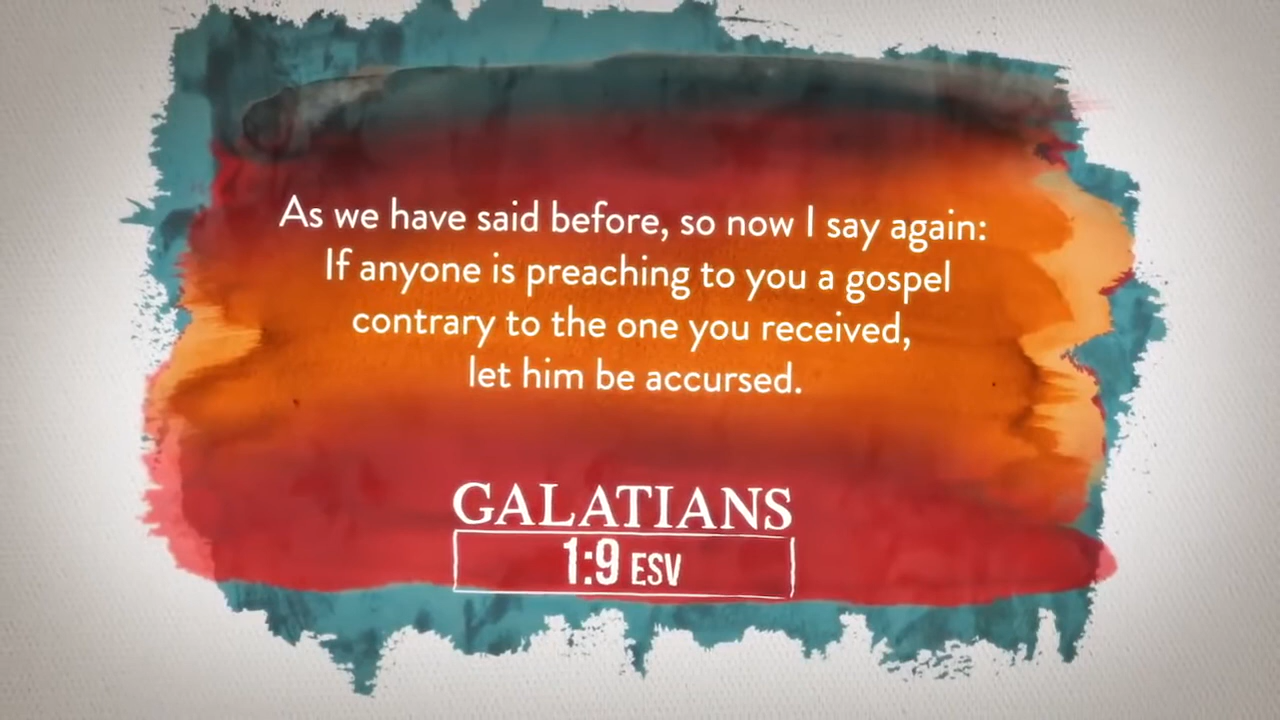 As we have said before, so now I say again:
If anyone is preaching to you a gospel
contrary to the one you received,
let him be accursed.
GALATIANS
1:9 ESV